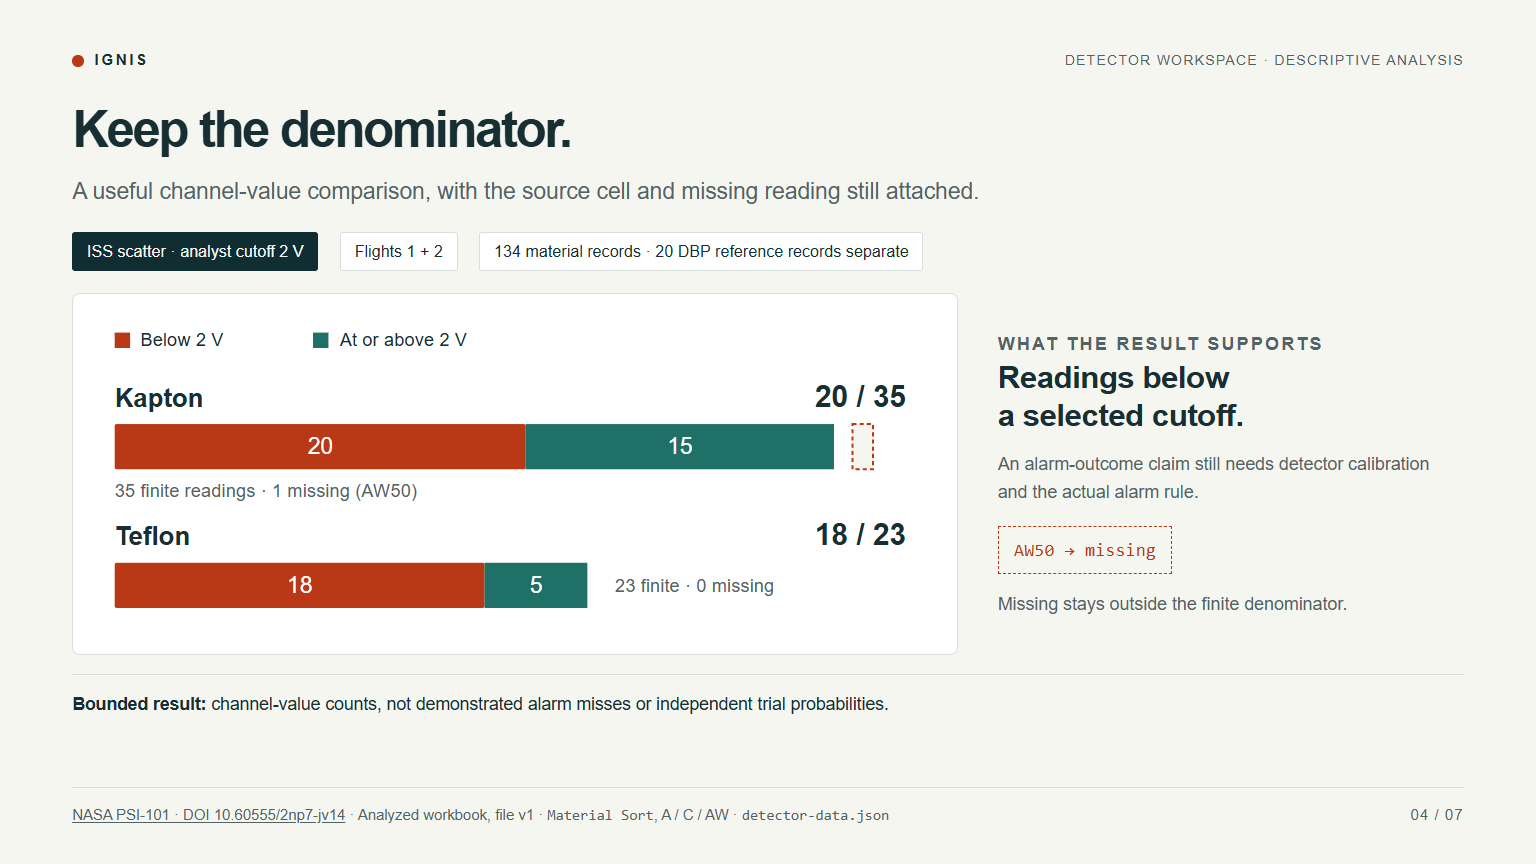 IGNIS
DETECTOR WORKSPACE · DESCRIPTIVE ANALYSIS
Keep the denominator.
A useful channel-value comparison, with the source cell and missing reading still attached.
ISS scatter · analyst cutoff 2 V
Flights 1 + 2
134 material records · 20 DBP reference records separate
Below 2 V
At or above 2 V
Kapton
20 / 35
20
15
35 finite readings · 1 missing (AW50)
Teflon
18 / 23
18
5
23 finite · 0 missing
WHAT THE RESULT SUPPORTS
Readings below
a selected cutoff.
An alarm-outcome claim still needs detector calibration
and the actual alarm rule.
AW50 → missing
Missing stays outside the finite denominator.
Bounded result: channel-value counts, not demonstrated alarm misses or independent trial probabilities.
NASA PSI-101 · DOI 10.60555/2np7-jv14 · Analyzed workbook, file v1 · Material Sort, A / C / AW · detector-data.json
04 / 07